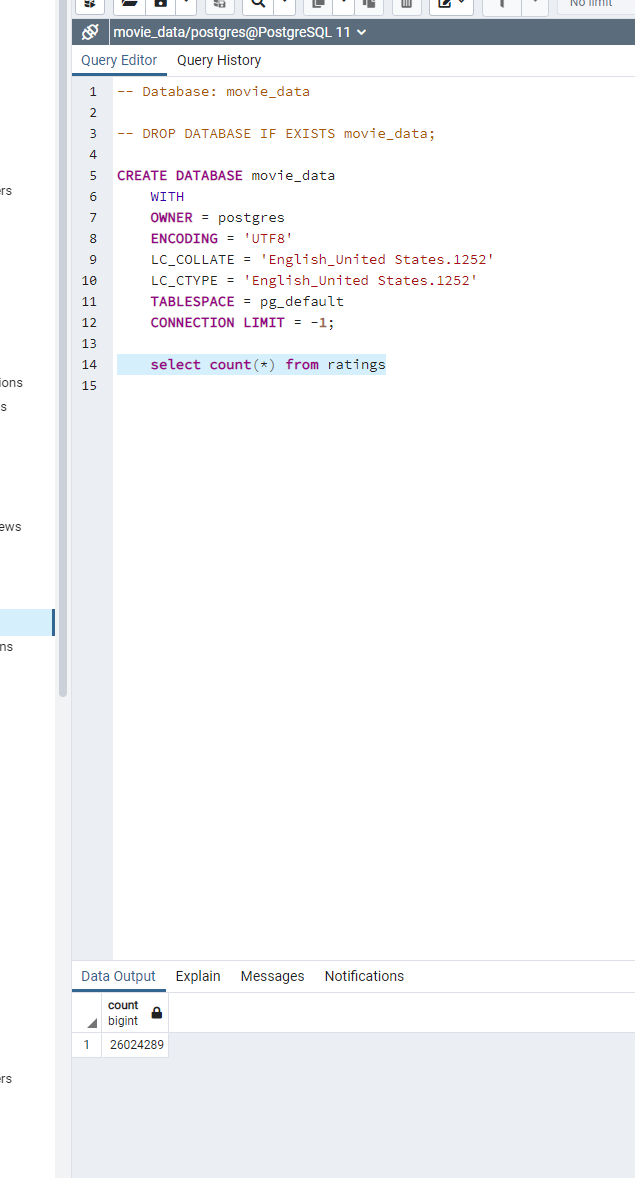 No limit
movie_data/postgres@PostgreSQL 11
Query Editor Query History
1 -- Database: movie_data
2
3 -- DROP DATABASE IF EXISTS movie_data;
4
5 CREATE DATABASE movie_data
6 WITH
7 OWNER = postgres
8 ENCODING = 'UTF8'
9 LC_COLLATE = 'English_United States.1252'
10 LC_CTYPE = 'English_United States.1252'
11 TABLESPACE = pg_default
12 CONNECTION LIMIT = -1;
13
14 select count(*) from ratings
15
ers
ions
s
ews
ns
ers
Data Output Explain Messages Notifications
count
bigint
1 26024289